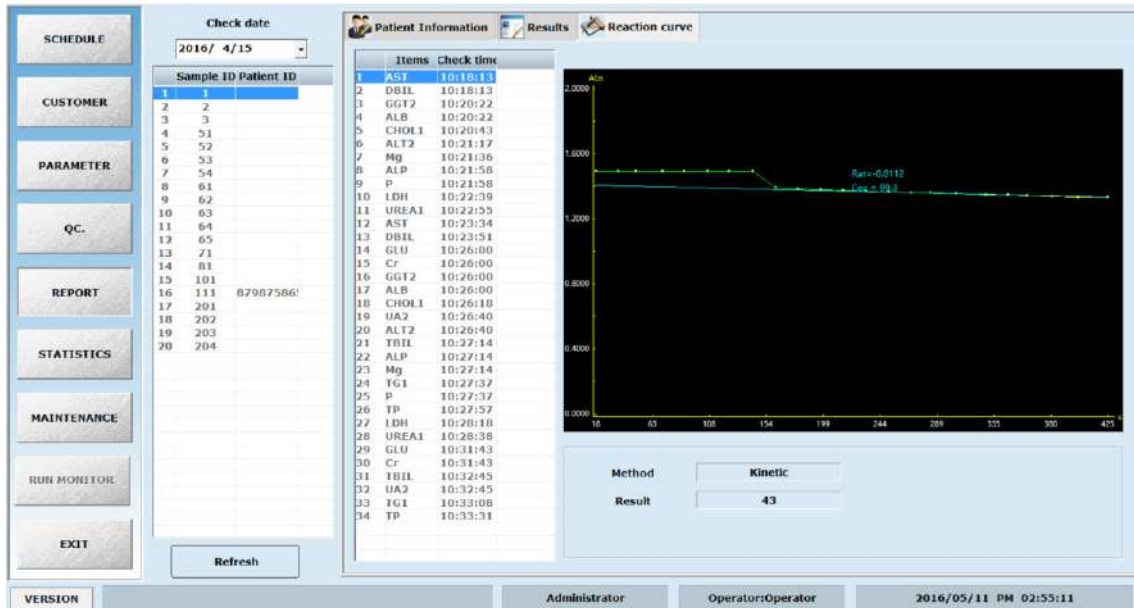 SCHEDULE
CUSTOMER
PARAMETER
QC.
REPORT
STATISTICS
MAINTENANCE
RUN MONITOR
EXIT
Check date
2016/ 4/15
Sample ID Patient ID
1 1
2 2
3 3
4 51
5 52
6 53
7 54
8 61
9 62
10 63
11 64
12 65
13 71
14 81
15 101
16 111 87987586
17 201
18 202
19 203
20 204
Refresh
Patient Information Results Reaction curve
Items Check time
1 AST 10:18:13
2 DBIL 10:18:13
3 GGT2 10:20:22
4 ALB 10:20:22
5 CHOL1 10:20:43
6 ALT2 10:21:17
7 Mg 10:21:36
8 ALP 10:21:58
9 P 10:21:58
10 LDH 10:22:39
11 UREA1 10:22:55
12 AST 10:23:34
13 DBIL 10:23:51
14 GLU 10:26:00
15 Cr 10:26:00
16 GGT2 10:26:00
17 ALB 10:26:00
18 CHOL1 10:26:18
19 UA2 10:26:40
20 ALT2 10:26:40
21 TBIL 10:27:14
22 ALP 10:27:14
23 Mg 10:27:14
24 TG1 10:27:37
25 P 10:27:37
26 TP 10:27:57
27 LDH 10:28:18
28 UREA1 10:28:38
29 GLU 10:31:43
30 Cr 10:31:43
31 TBIL 10:32:45
32 UA2 10:32:45
33 TG1 10:33:08
34 TP 10:33:31
Abs
2.0000
1.6000
1.2000
0.8000
0.4000
0.0000
Rat=-0.0112
18 63 108 154 199 244 289 335 380 425
Method Kinetic
Result 43
VERSION
Administrator
Operator:Operator
2016/05/11 PM 02:55:11